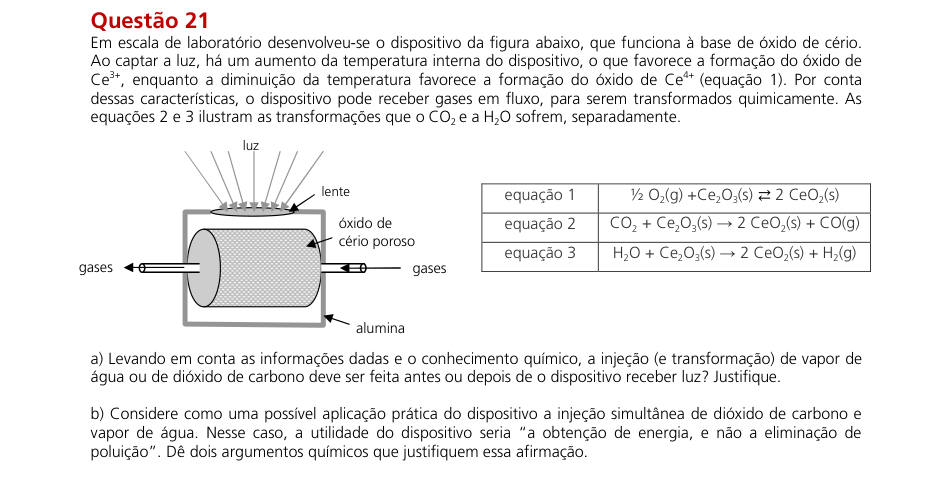 Questão 21
Em escala de laboratório desenvolveu-se o dispositivo da figura abaixo, que funciona à base de óxido de cério.
Ao captar a luz, há um aumento da temperatura interna do dispositivo, o que favorece a formação do óxido de
Ce³⁺, enquanto a diminuição da temperatura favorece a formação do óxido de Ce⁴⁺ (equação 1). Por conta
dessas características, o dispositivo pode receber gases em fluxo, para serem transformados quimicamente. As
equações 2 e 3 ilustram as transformações que o CO₂ e a H₂O sofrem, separadamente.
luz
lente
óxido de
cério poroso
gases
gases
alumina
equação 1 ½ O₂(g) +Ce₂O₃(s) ⇄ 2 CeO₂(s)
equação 2 CO₂ + Ce₂O₃(s) → 2 CeO₂(s) + CO(g)
equação 3 H₂O + Ce₂O₃(s) → 2 CeO₂(s) + H₂(g)
a) Levando em conta as informações dadas e o conhecimento químico, a injeção (e transformação) de vapor de
água ou de dióxido de carbono deve ser feita antes ou depois de o dispositivo receber luz? Justifique.
b) Considere como uma possível aplicação prática do dispositivo a injeção simultânea de dióxido de carbono e
vapor de água. Nesse caso, a utilidade do dispositivo seria “a obtenção de energia, e não a eliminação de
poluição”. Dê dois argumentos químicos que justifiquem essa afirmação.